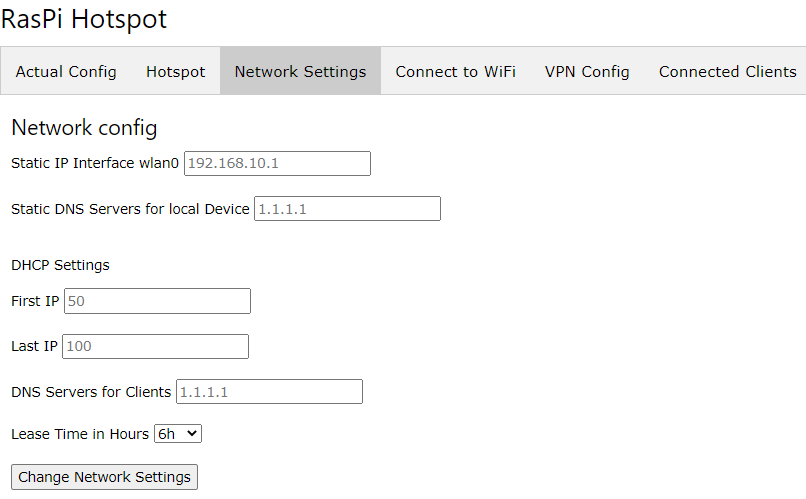 RasPi Hotspot
Actual Config Hotspot Network Settings Connect to WiFi VPN Config Connected Clients
Network config
Static IP Interface wlan0 192.168.10.1
Static DNS Servers for local Device 1.1.1.1
DHCP Settings
First IP 50
Last IP 100
DNS Servers for Clients 1.1.1.1
Lease Time in Hours 6h
Change Network Settings